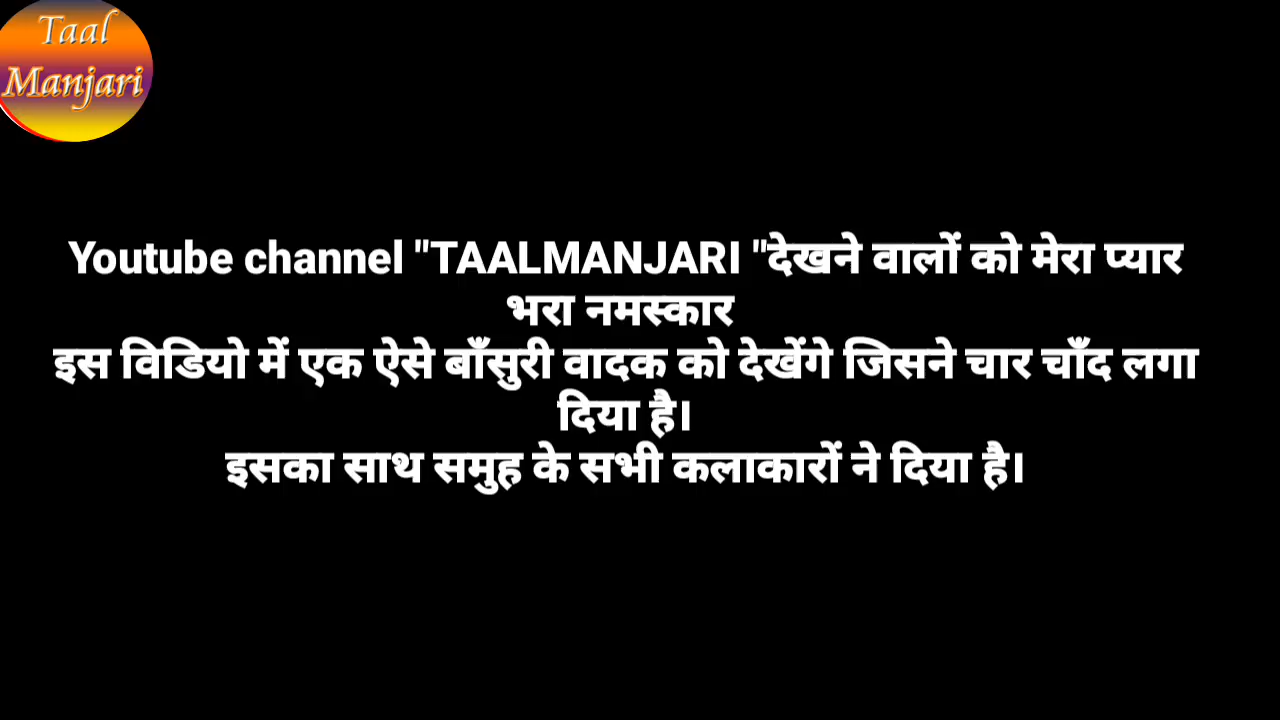 Taal
Manjari
Youtube channel "TAALMANJARI "देखने वालों को मेरा प्यार
भरा नमस्कार
इस विडियो में एक ऐसे बाँसुरी वादक को देखेंगे जिसने चार चाँद लगा
दिया है।
इसका साथ समुह के सभी कलाकारों ने दिया है।